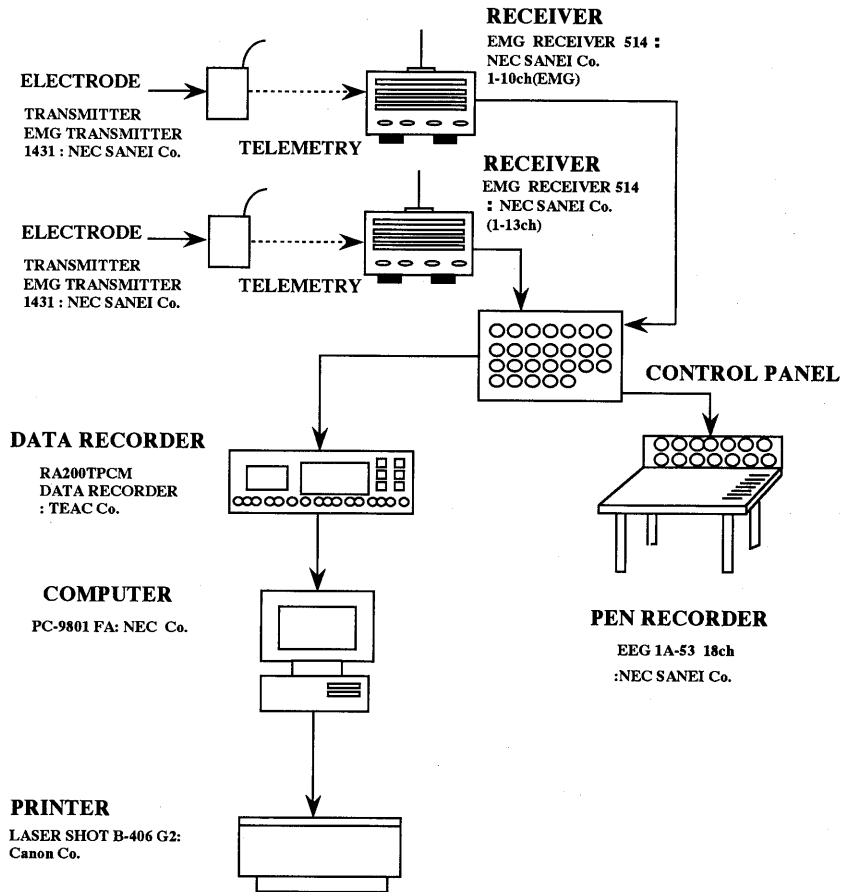 RECEIVER
EMG RECEIVER 514 :
NEC SANEI Co.
1-10ch(EMG)
ELECTRODE
TRANSMITTER
EMG TRANSMITTER
1431 : NEC SANEI Co.
TELEMETRY
RECEIVER
EMG RECEIVER 514
: NEC SANEI Co.
(1-13ch)
ELECTRODE
TRANSMITTER
EMG TRANSMITTER
1431 : NEC SANEI Co.
TELEMETRY
CONTROL PANEL
DATA RECORDER
RA200TPCM
DATA RECORDER
: TEAC Co.
COMPUTER
PC-9801 FA: NEC Co.
PEN RECORDER
EEG 1A-53 18ch
:NEC SANEI Co.
PRINTER
LASER SHOT B-406 G2:
Canon Co.